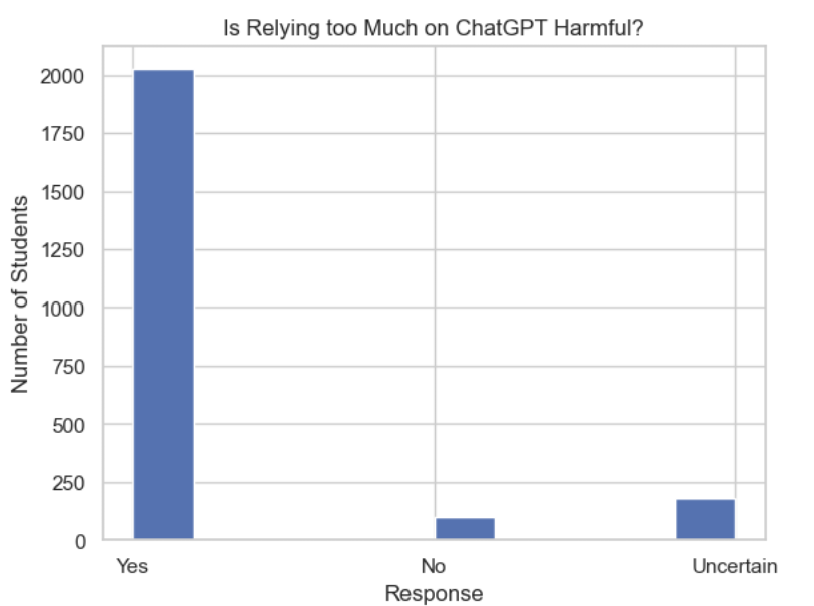 Is Relying too Much on ChatGPT Harmful?
2000
1750
1500
1250
1000
750
500
250
0
Number of Students
Yes No Uncertain
Response